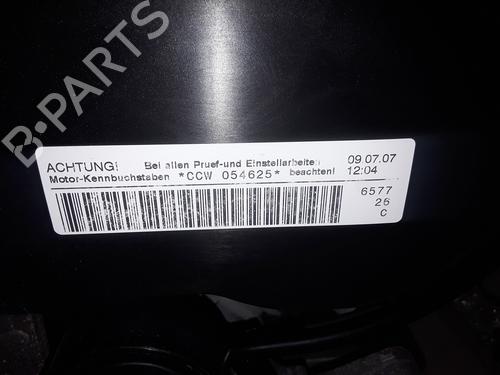 B-PARTS
ACHTUNG! Bei allen Pruef-und Einstellarbeiten 09.07.07
Motor-Kennbuchstaben *CCW 054625* beachten! 12:04
6577
26
C